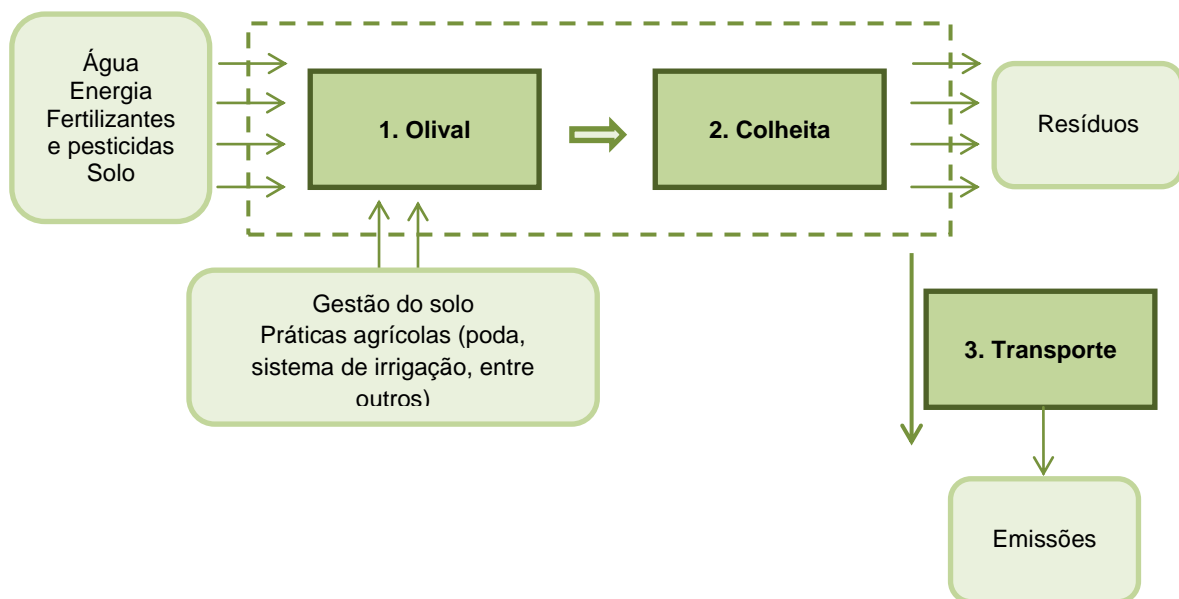 Água
Energia
Fertilizantes
e pesticidas
Solo
1. Olival
2. Colheita
Resíduos
Gestão do solo
Práticas agrícolas (poda,
sistema de irrigação, entre
outros)
3. Transporte
Emissões